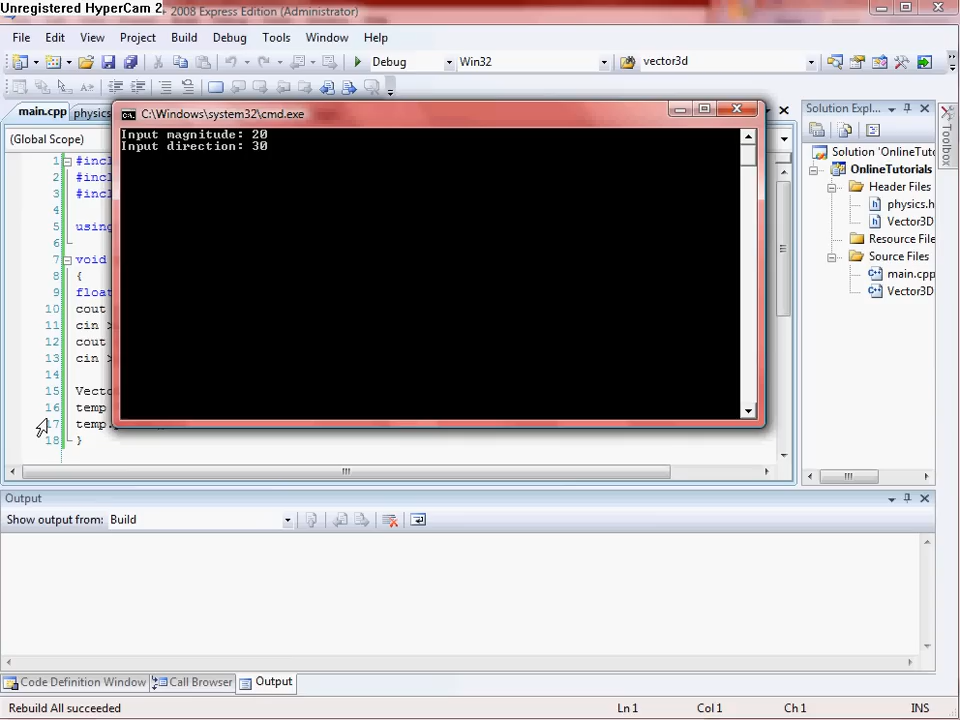 Unregistered HyperCam 2
2008 Express Edition (Administrator)
File Edit View Project Build Debug Tools Window Help
Debug Win32 vector3d
main.cpp physics
C:\Windows\system32\cmd.exe
Solution Expl...
(Global Scope)
Input magnitude: 20
Input direction: 30
Solution 'OnlineTuto
OnlineTutorials
Header Files
physics.h
Vector3D
Resource File
Source Files
main.cpp
Vector3D
Toolbox
1 #incl
2 #incl
3 #incl
4
5 using
6
7 void
8 {
9 float
10 cout
11 cin >
12 cout
13 cin >
14
15 Vecto
16 temp
17 temp.
18 }
Output
Show output from: Build
Code Definition Window Call Browser Output
Rebuild All succeeded Ln 1 Col 1 Ch 1 INS